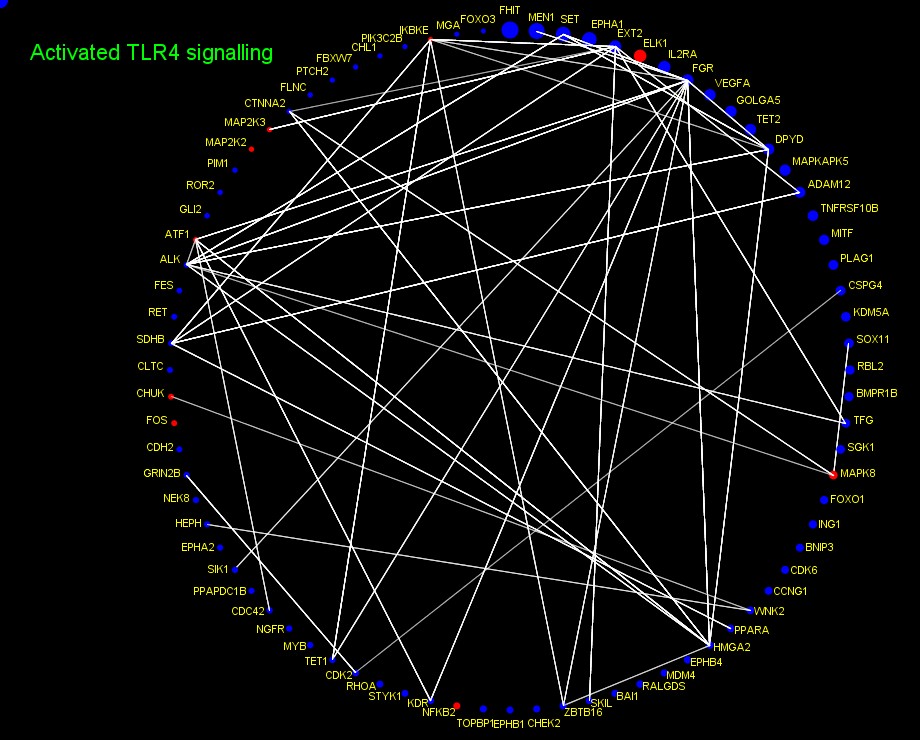 Activated TLR4 signalling
FHIT
MEN1
SET
EPHA1
EXT2
ELK1
IL2RA
FGR
VEGFA
GOLGA5
TET2
DPYD
MAPKAPK5
ADAM12
TNFRSF10B
MITF
PLAG1
CSPG4
KDM5A
SOX11
RBL2
BMPR1B
TFG
SGK1
MAPK8
FOXO1
ING1
BNIP3
CDK6
CCNG1
WNK2
PPARA
HMGA2
EPHB4
MDM4
RALGDS
BAI1
SKIL
ZBTB16
CHEK2
EPHB1
TOPBP1
NFKB2
KDR
STYK1
RHOA
CDK2
TET1
MYB
NGFR
CDC42
PPAPDC1B
SIK1
EPHA2
HEPH
NEK8
GRIN2B
CDH2
FOS
CHUK
CLTC
SDHB
RET
FES
ALK
ATF1
GLI2
ROR2
PIM1
MAP2K2
MAP2K3
CTNNA2
FLNC
PTCH2
FBXW7
CHL1
PIK3C2B
IKBKE
MGA
FOXO3